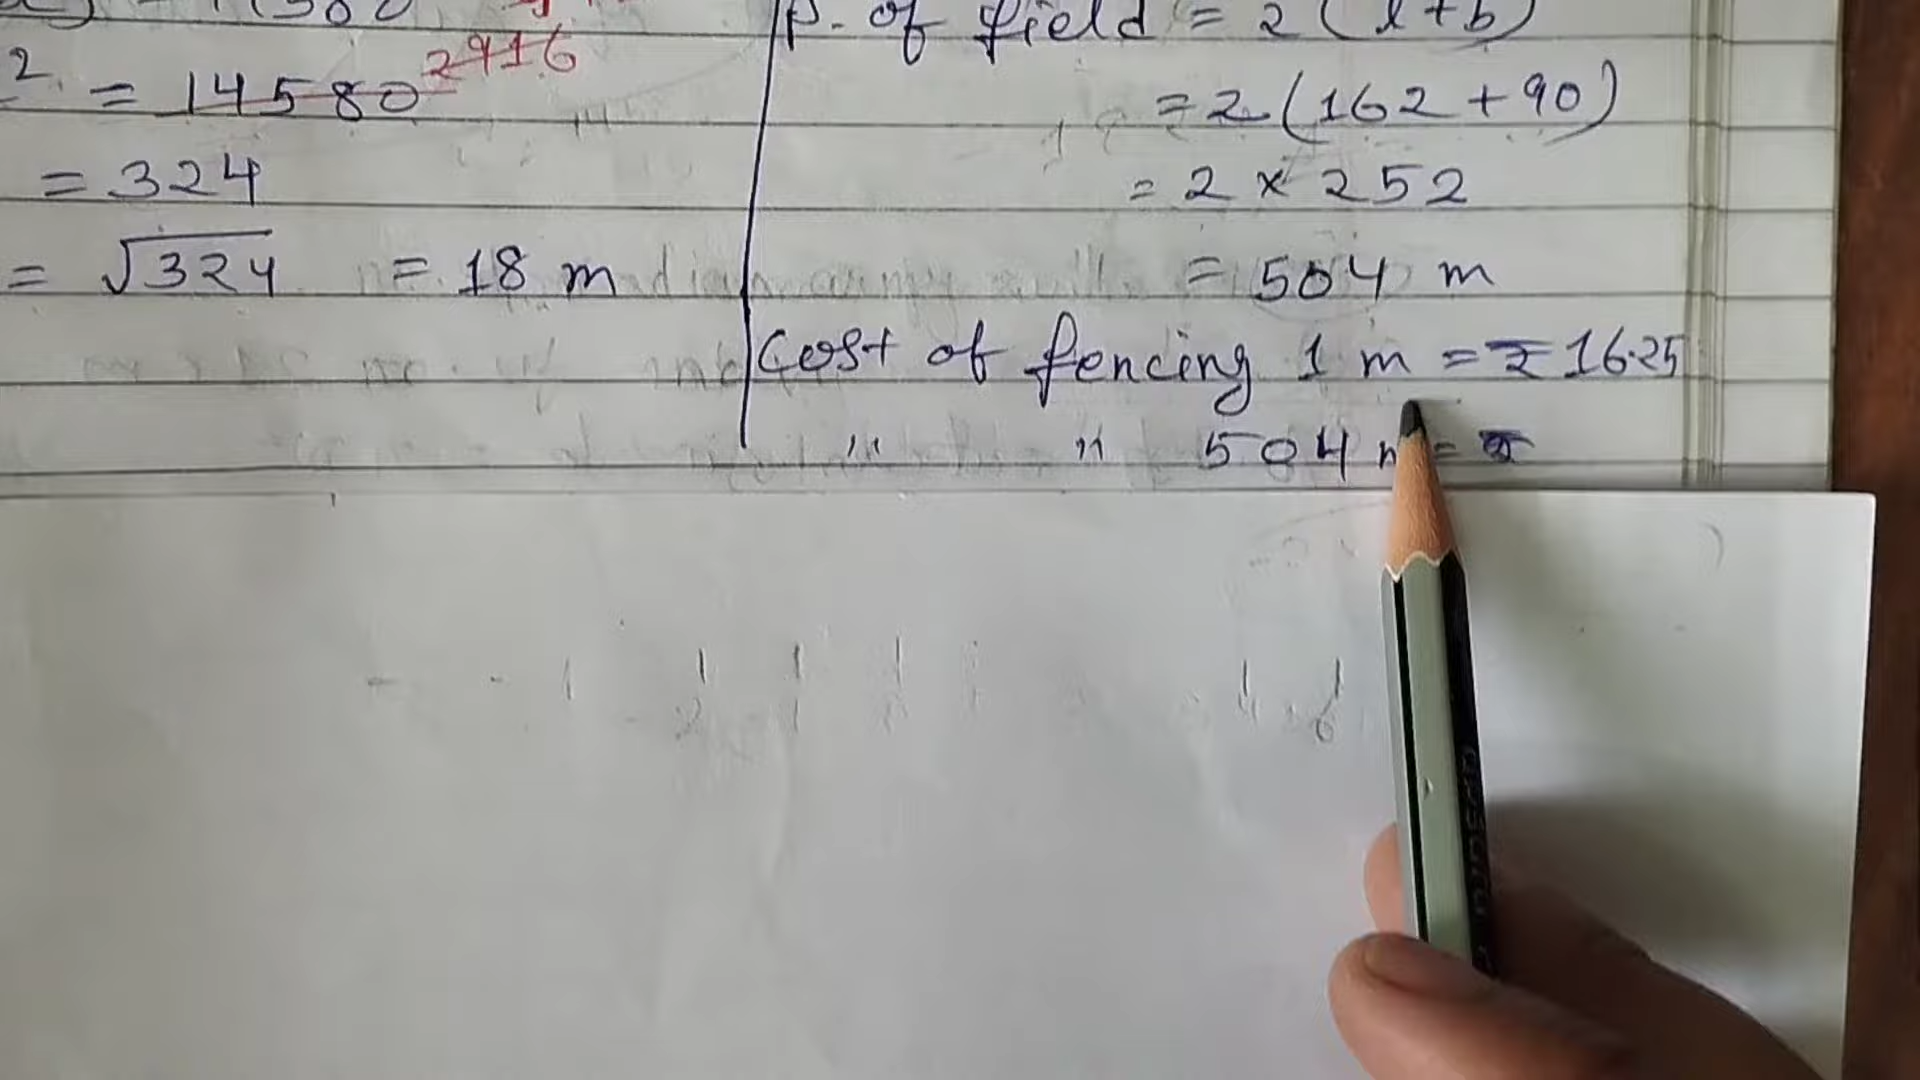 2 = 14580 2916
= 324
= √324 = 18 m
P. of field = 2 (l+b)
= 2 (162 + 90)
= 2 × 252
= 504 m
Cost of fencing 1 m = ₹ 16.25
" " 504 m = ₹